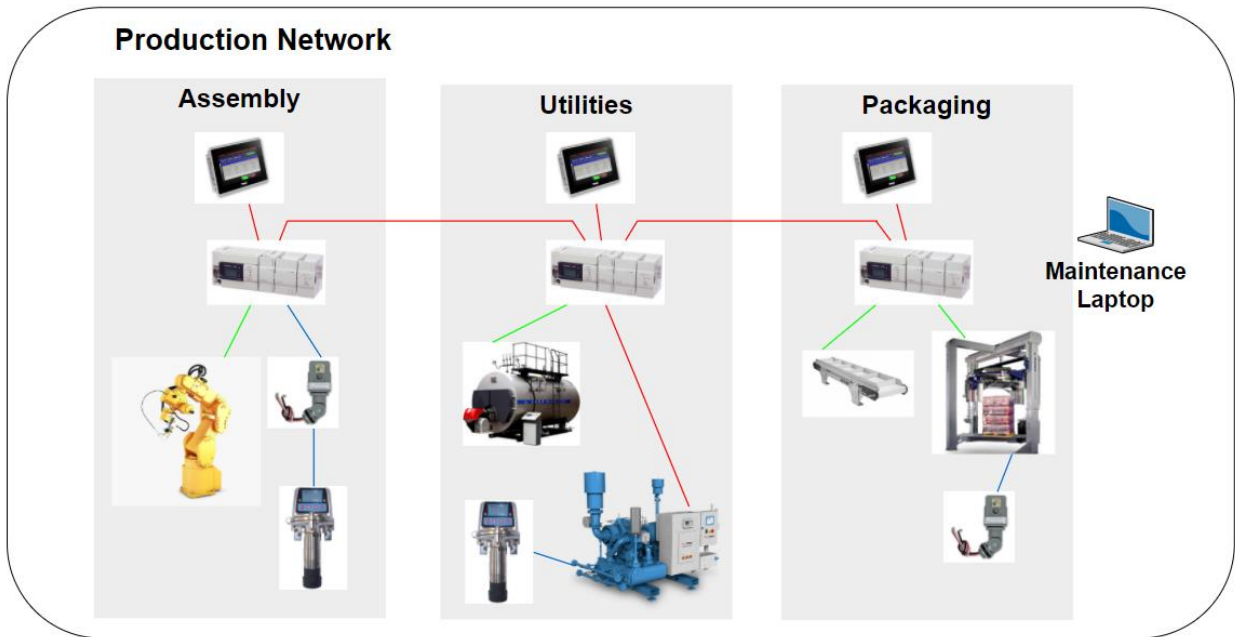 Production Network
Assembly
Utilities
Packaging
Maintenance
Laptop